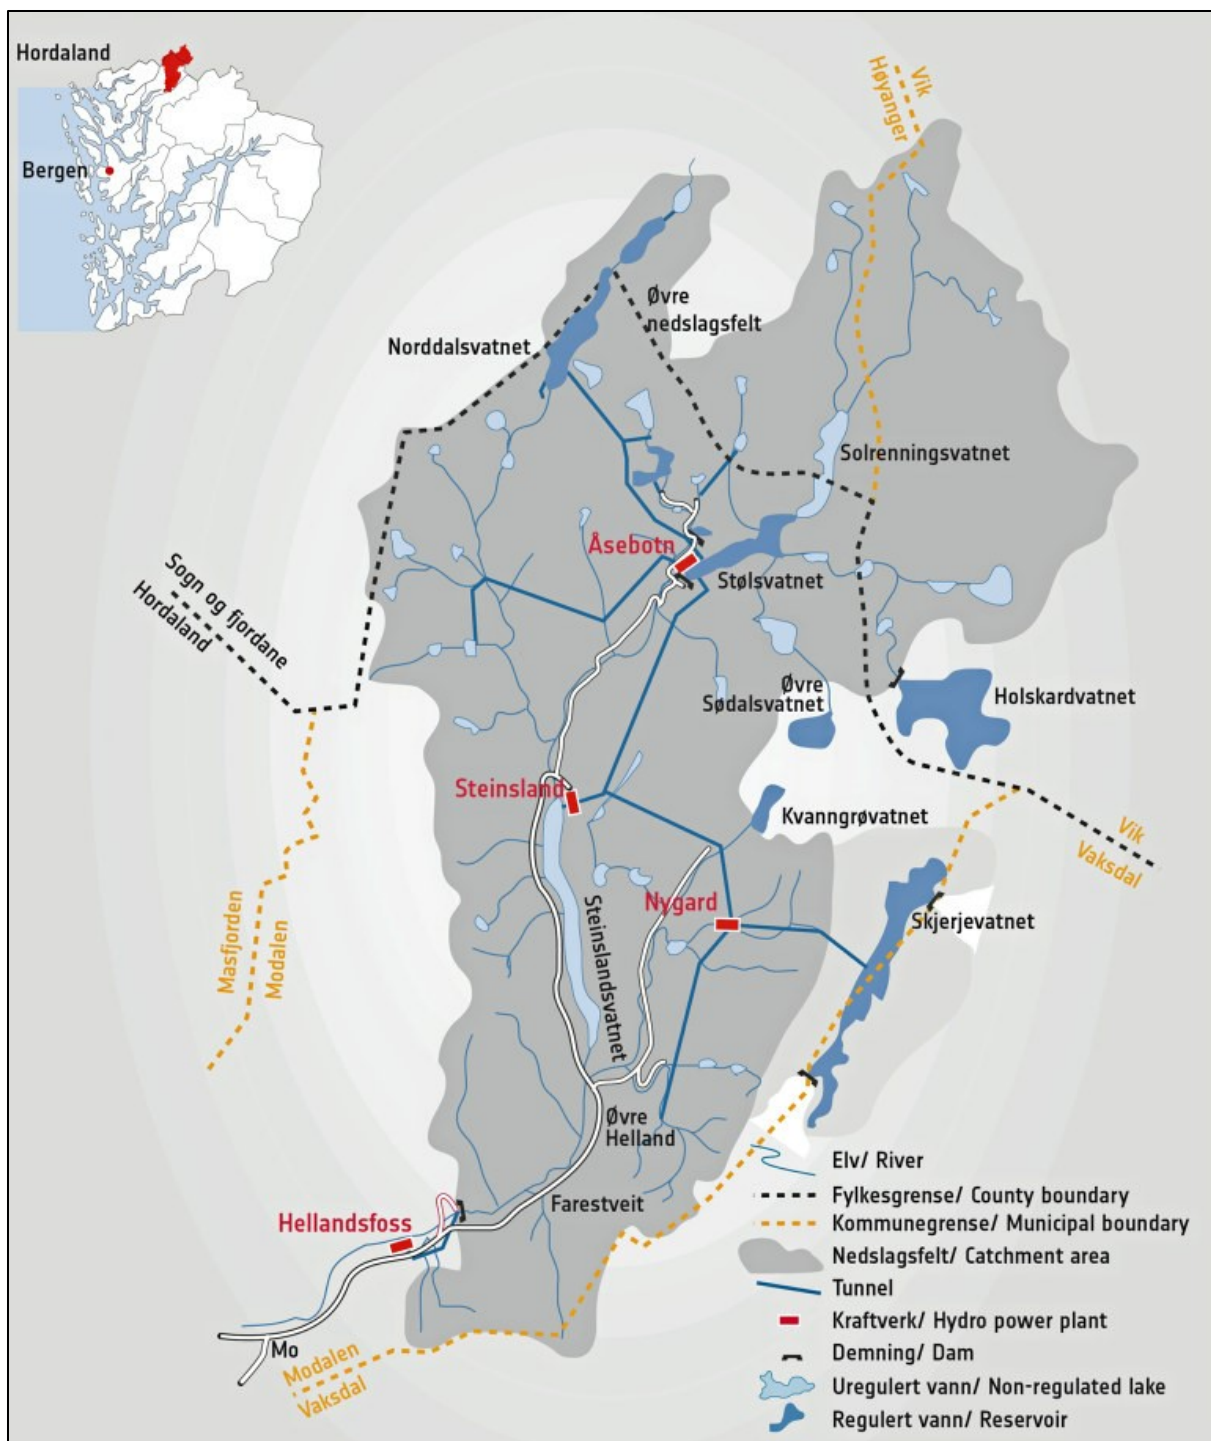 Hordaland
Bergen
Vik
Høyanger
Øvre
nedslagsfelt
Norddalsvatnet
Solrenningsvatnet
Åsebotn
Stølsvatnet
Sogn og fjordane
Hordaland
Øvre
Sødalsvatnet
Holskardvatnet
Steinsland
Kvanngrøvatnet
Vik
Vaksdal
Masfjorden
Modalen
Steinslandsvatnet
Nygard
Skjerjevatnet
Øvre
Helland
Farestveit
Hellandsfoss
Mo
Modalen
Vaksdal
Elv/ River
Fylkesgrense/ County boundary
Kommunegrense/ Municipal boundary
Nedslagsfelt/ Catchment area
Tunnel
Kraftverk/ Hydro power plant
Demning/ Dam
Uregulert vann/ Non-regulated lake
Regulert vann/ Reservoir